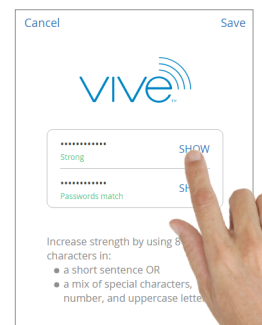 Cancel Save
vive
············ SHOW
Strong
············ SH
Passwords match
Increase strength by using 8
characters in:
● a short sentence OR
● a mix of special characters,
number, and uppercase lette